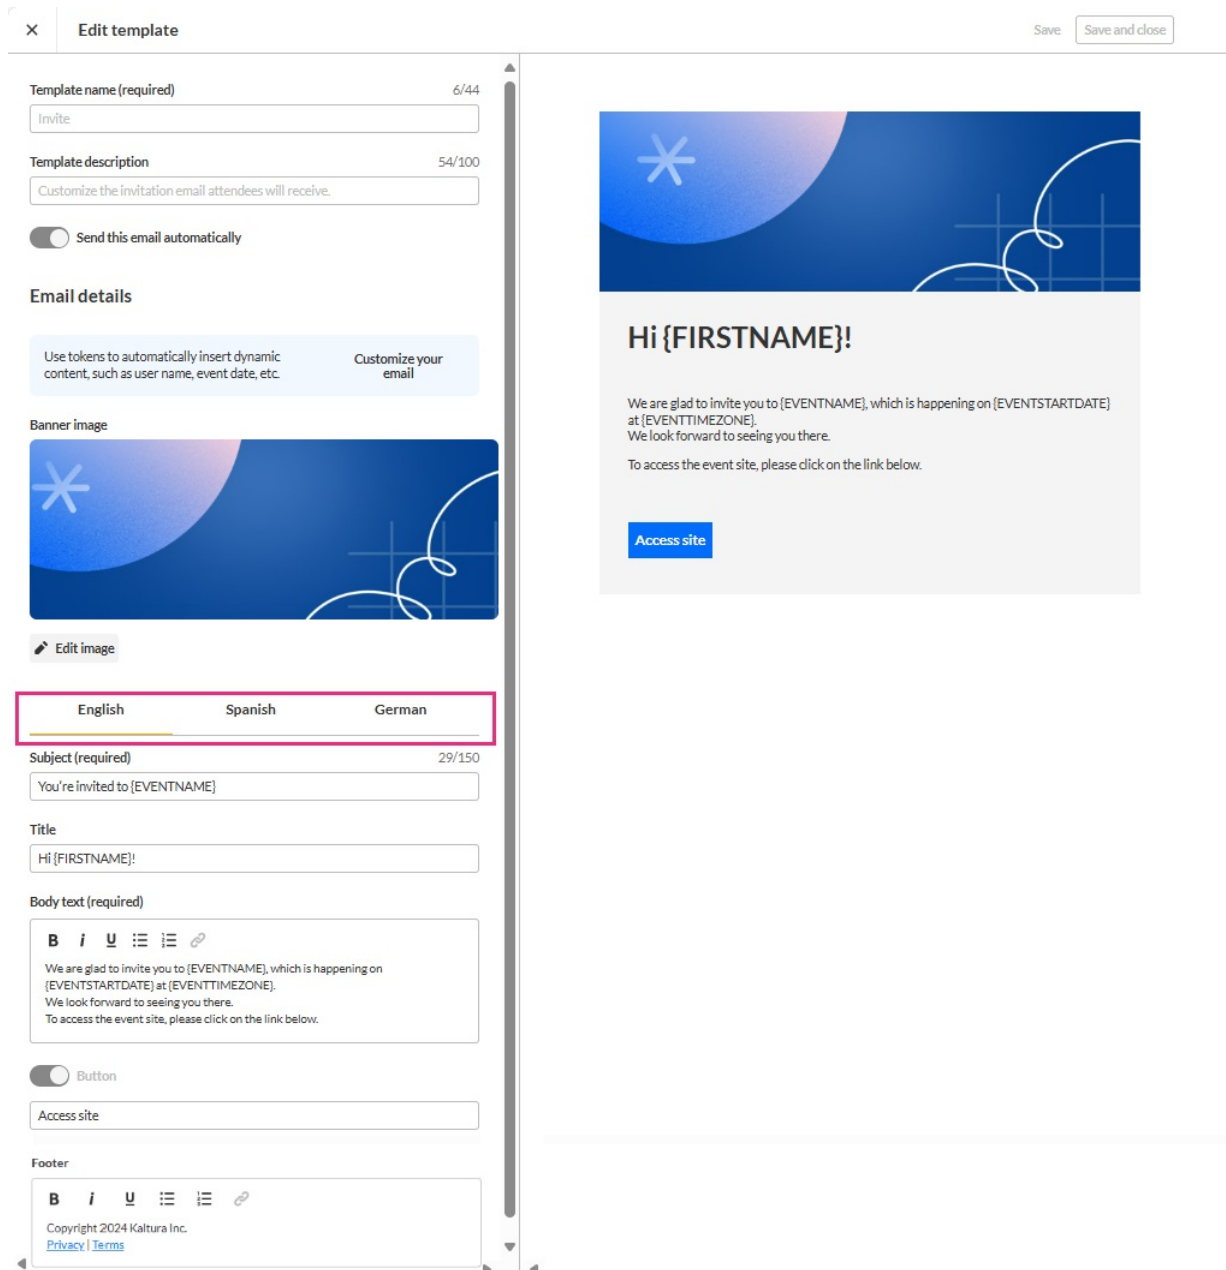 Edit template
Save
Save and close
Template name (required)
6/44
Invite
Template description
54/100
Customize the invitation email attendees will receive.
Send this email automatically
Email details
Use tokens to automatically insert dynamic
content, such as user name, event date, etc.
Customize your
email
Banner image
Edit image
English
Spanish
German
Subject (required)
29/150
You're invited to {EVENTNAME}
Title
Hi {FIRSTNAME}!
Body text (required)
B i U
We are glad to invite you to {EVENTNAME}, which is happening on
{EVENTSTARTDATE} at {EVENTTIMEZONE}.
We look forward to seeing you there.
To access the event site, please click on the link below.
Button
Access site
Footer
B i U
Copyright 2024 Kaltura Inc.
Privacy | Terms
Hi {FIRSTNAME}!
We are glad to invite you to {EVENTNAME}, which is happening on {EVENTSTARTDATE}
at {EVENTTIMEZONE}.
We look forward to seeing you there.
To access the event site, please click on the link below.
Access site